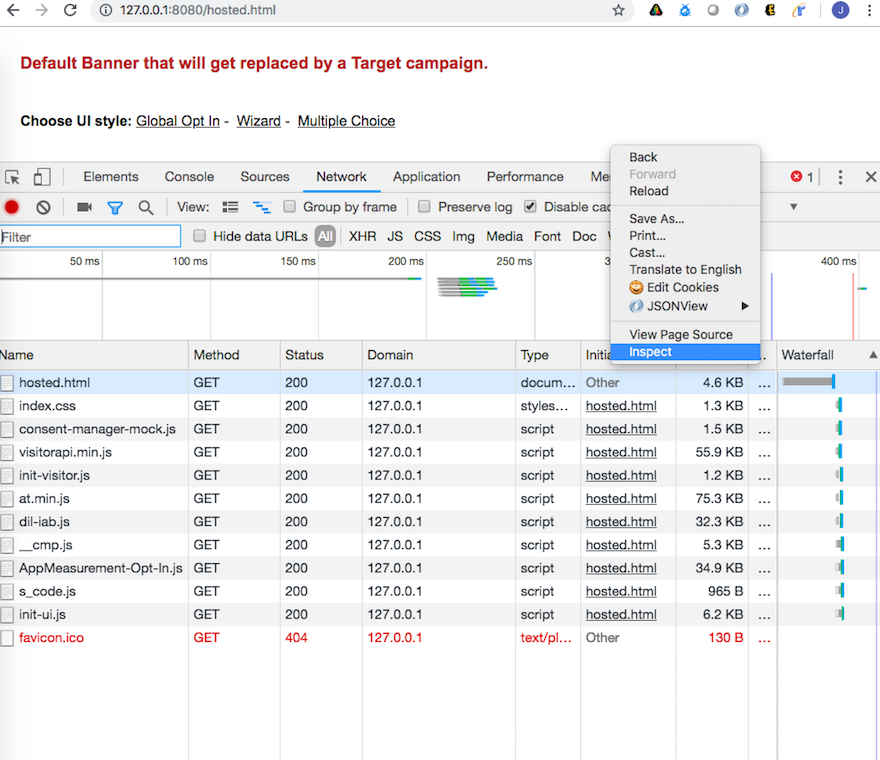 127.0.0.1:8080/hosted.html
J
Default Banner that will get replaced by a Target campaign.
Choose UI style: Global Opt In - Wizard - Multiple Choice
Elements Console Sources Network Application Performance 1
View: Group by frame Preserve log Disable
Filter Hide data URLs All XHR JS CSS Img Media Font Doc
50 ms 100 ms 150 ms 200 ms 250 ms 400 ms
Back
Forward
Reload
Save As...
Print...
Cast...
Translate to English
Edit Cookies
JSONView
View Page Source
Inspect
Name Method Status Domain Type Waterfall
hosted.html GET 200 127.0.0.1 docum... Other 4.6 KB ...
index.css GET 200 127.0.0.1 styles... hosted.html 1.3 KB ...
consent-manager-mock.js GET 200 127.0.0.1 script hosted.html 1.5 KB ...
visitorapi.min.js GET 200 127.0.0.1 script hosted.html 55.9 KB ...
init-visitor.js GET 200 127.0.0.1 script hosted.html 1.2 KB ...
at.min.js GET 200 127.0.0.1 script hosted.html 75.3 KB ...
dil-iab.js GET 200 127.0.0.1 script hosted.html 32.3 KB ...
__cmp.js GET 200 127.0.0.1 script hosted.html 5.3 KB ...
AppMeasurement-Opt-In.js GET 200 127.0.0.1 script hosted.html 34.9 KB ...
s_code.js GET 200 127.0.0.1 script hosted.html 965 B ...
init-ui.js GET 200 127.0.0.1 script hosted.html 6.2 KB ...
favicon.ico GET 404 127.0.0.1 text/pl... Other 130 B ...